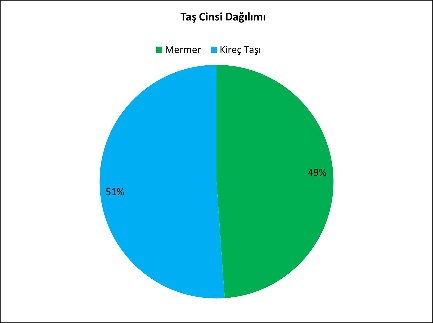 Taş Cinsi Dağılımı
Mermer Kireç Taşı
49%
51%